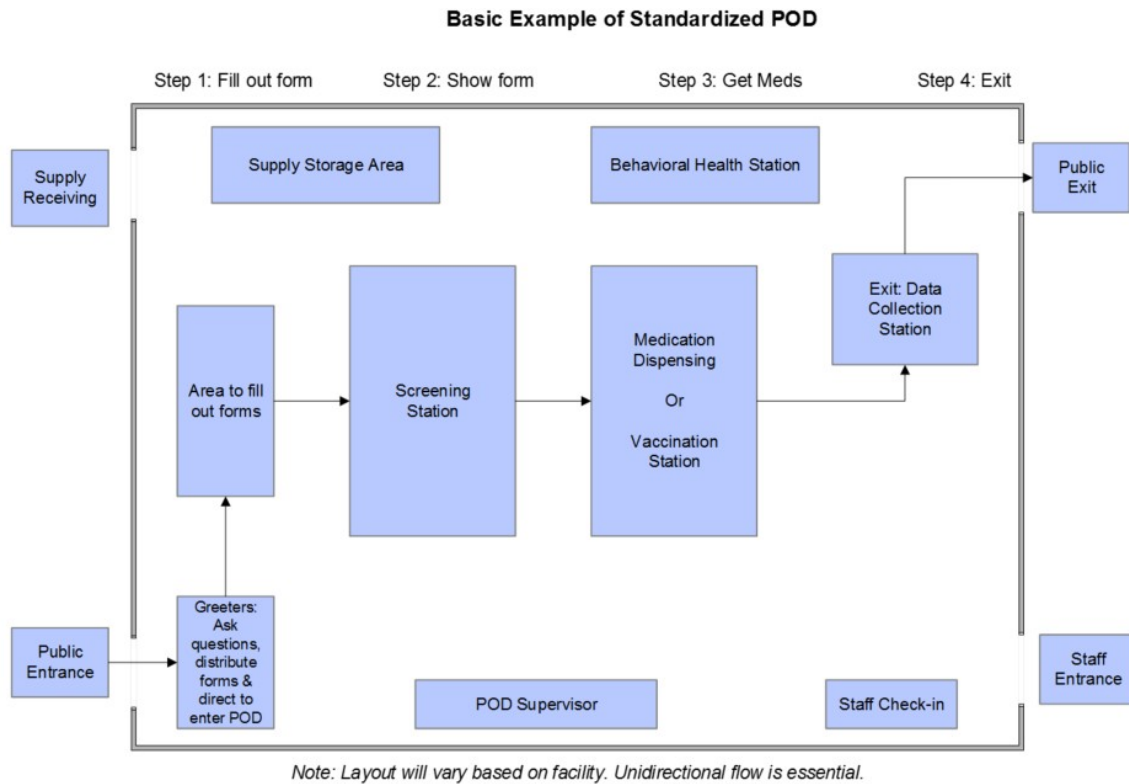 Basic Example of Standardized POD
Step 1: Fill out form
Step 2: Show form
Step 3: Get Meds
Step 4: Exit
Supply
Receiving
Supply Storage Area
Behavioral Health Station
Public
Exit
Area to fill
out forms
Screening
Station
Medication
Dispensing
Or
Vaccination
Station
Exit: Data
Collection
Station
Public
Entrance
Greeters:
Ask
questions,
distribute
forms &
direct to
enter POD
POD Supervisor
Staff Check-in
Staff
Entrance
Note: Layout will vary based on facility. Unidirectional flow is essential.